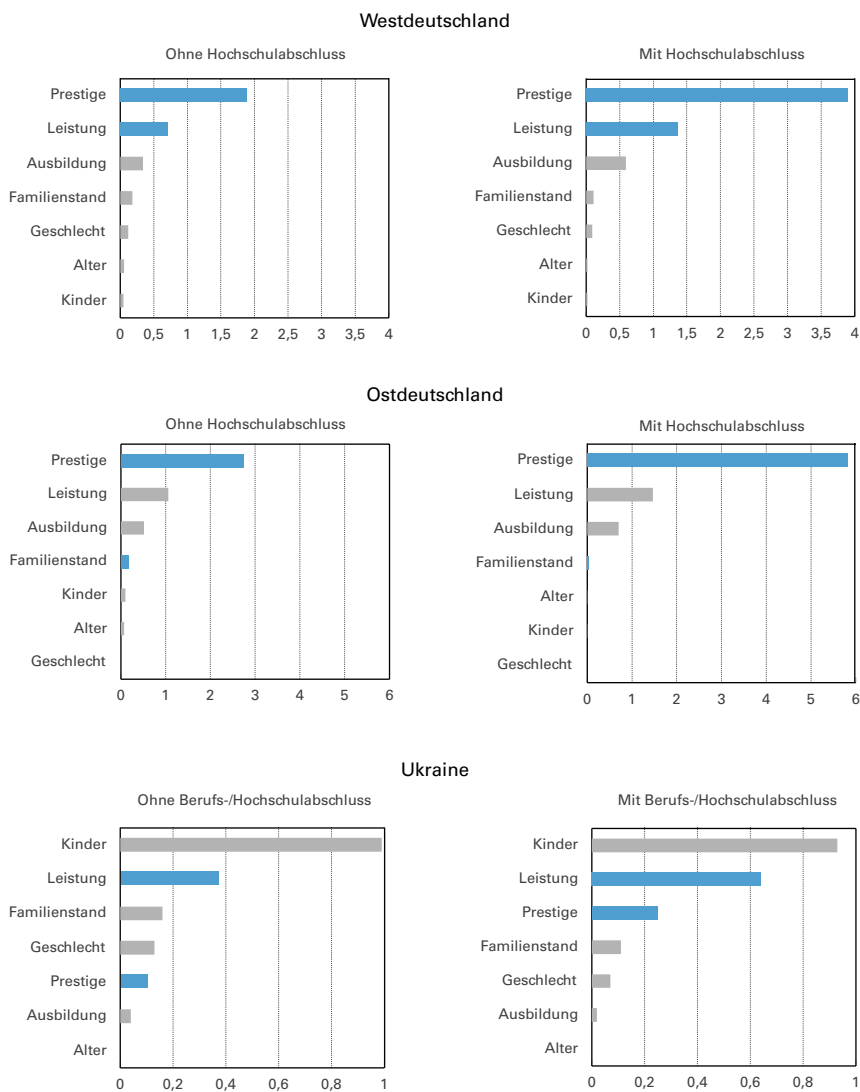 Westdeutschland
Ohne Hochschulabschluss
Prestige
Leistung
Ausbildung
Familienstand
Geschlecht
Alter
Kinder
0 0,5 1 1,5 2 2,5 3 3,5 4
Mit Hochschulabschluss
Prestige
Leistung
Ausbildung
Familienstand
Geschlecht
Alter
Kinder
0 0,5 1 1,5 2 2,5 3 3,5 4
Ostdeutschland
Ohne Hochschulabschluss
Prestige
Leistung
Ausbildung
Familienstand
Kinder
Alter
Geschlecht
0 1 2 3 4 5 6
Mit Hochschulabschluss
Prestige
Leistung
Ausbildung
Familienstand
Alter
Kinder
Geschlecht
0 1 2 3 4 5 6
Ukraine
Ohne Berufs-/Hochschulabschluss
Kinder
Leistung
Familienstand
Geschlecht
Prestige
Ausbildung
Alter
0 0,2 0,4 0,6 0,8 1
Mit Berufs-/Hochschulabschluss
Kinder
Leistung
Prestige
Familienstand
Geschlecht
Ausbildung
Alter
0 0,2 0,4 0,6 0,8 1